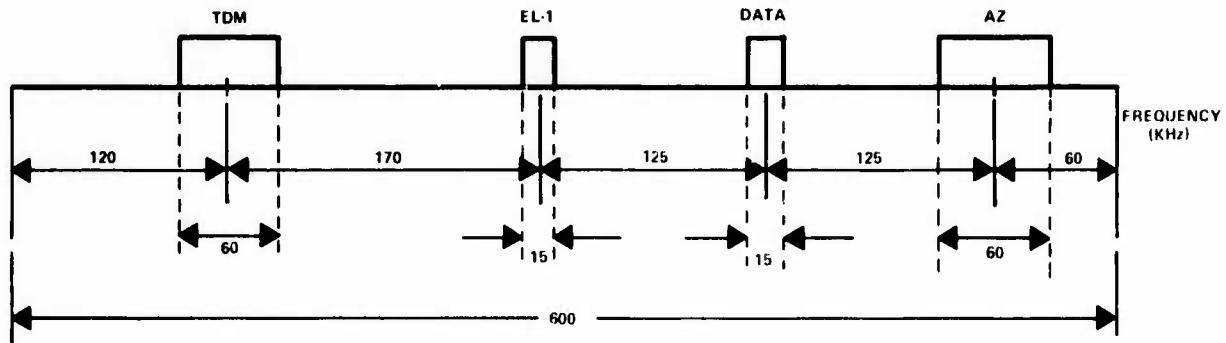 TDM EL-1 DATA AZ
FREQUENCY
(KHz)
120 170 125 125 60
60 15 15 60
600